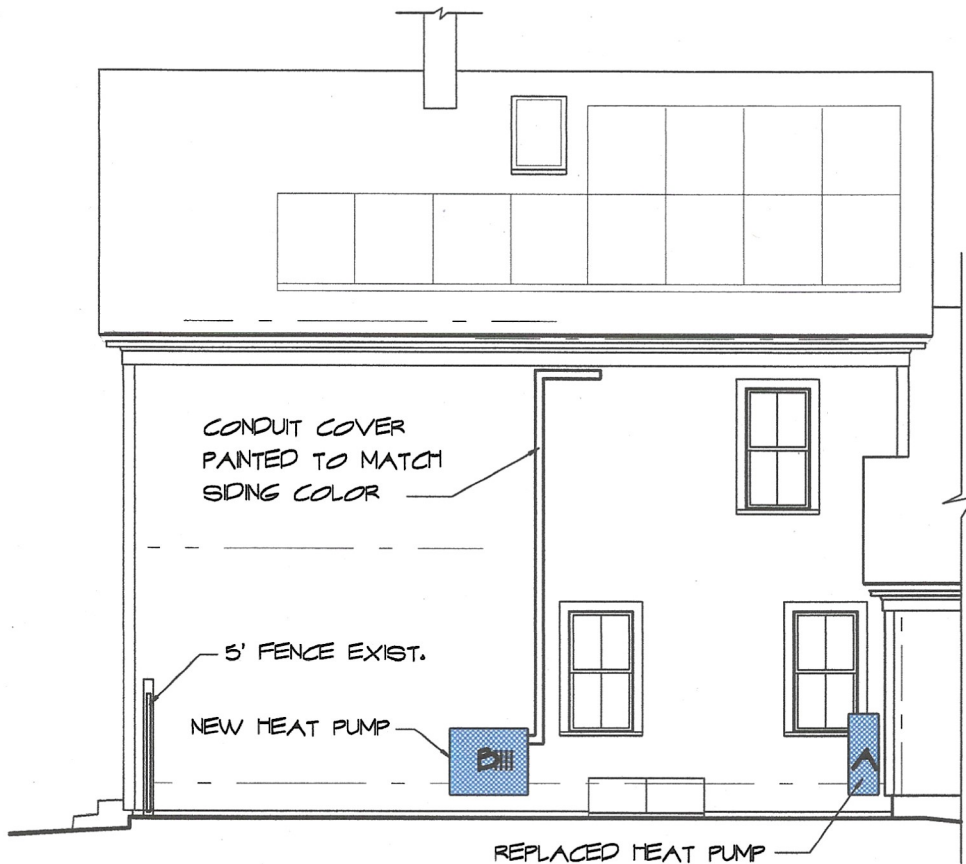 CONDUIT COVER
PAINTED TO MATCH
SIDING COLOR
5' FENCE EXIST.
NEW HEAT PUMP
B
A
REPLACED HEAT PUMP